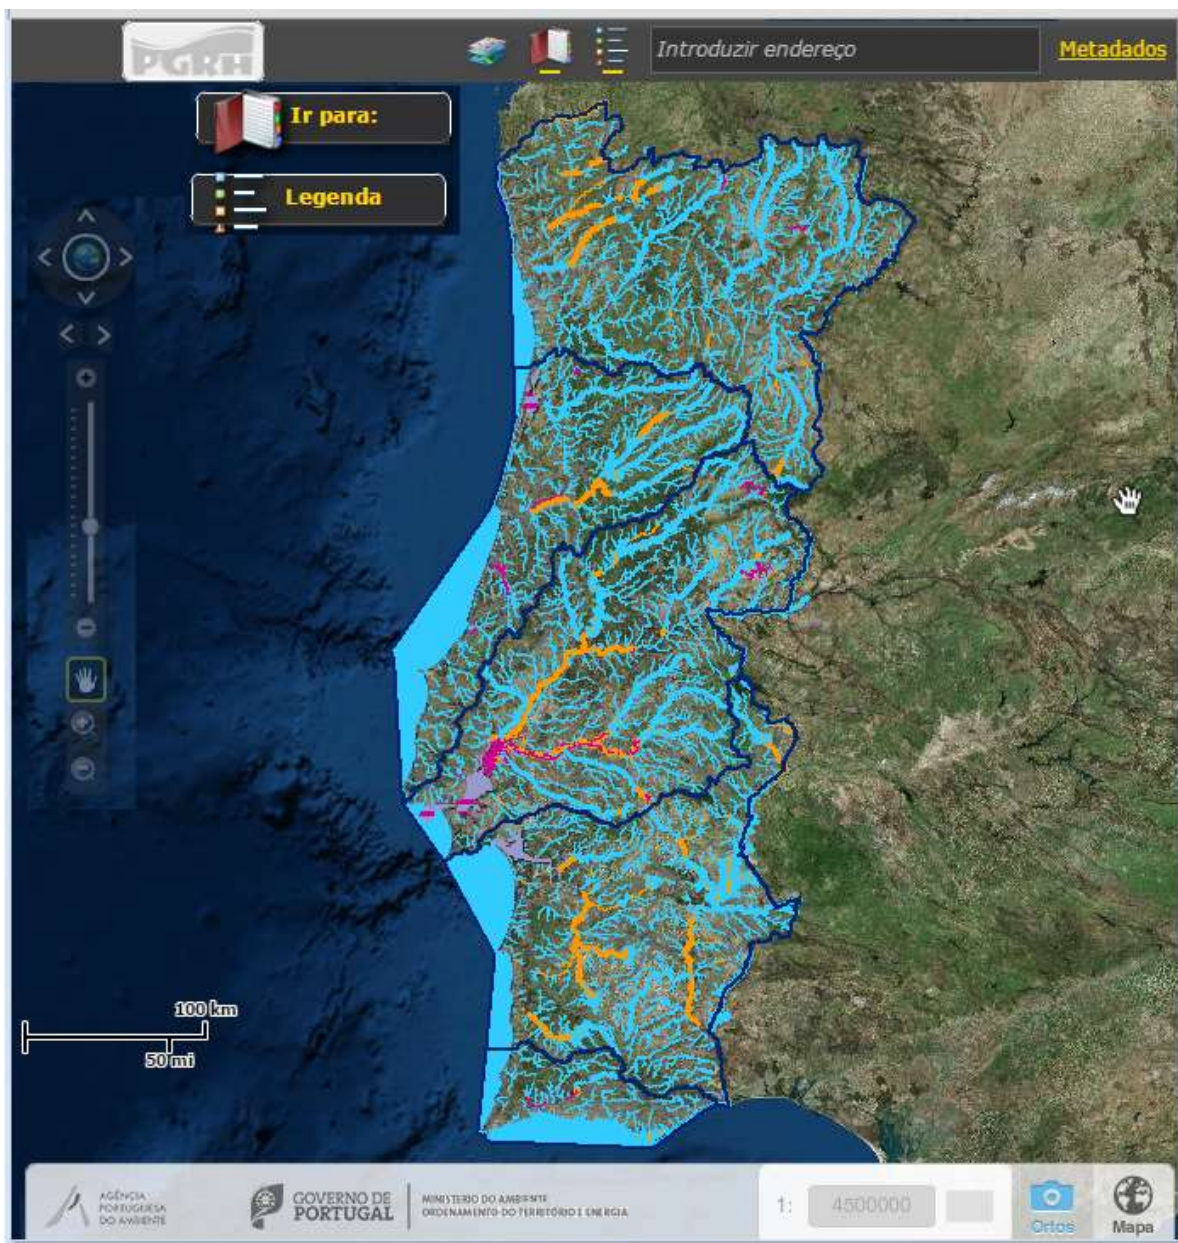 PGRH
Introduzir endereço
Metadados
Ir para:
Legenda
100 km
50 mi
AGÊNCIA
PORTUGUESA
DO AMBIENTE
GOVERNO DE
PORTUGAL
MINISTÉRIO DO AMBIENTE
ORDENAMENTO DO TERRITÓRIO E ENERGIA
1:
4500000
Ortos
Mapa